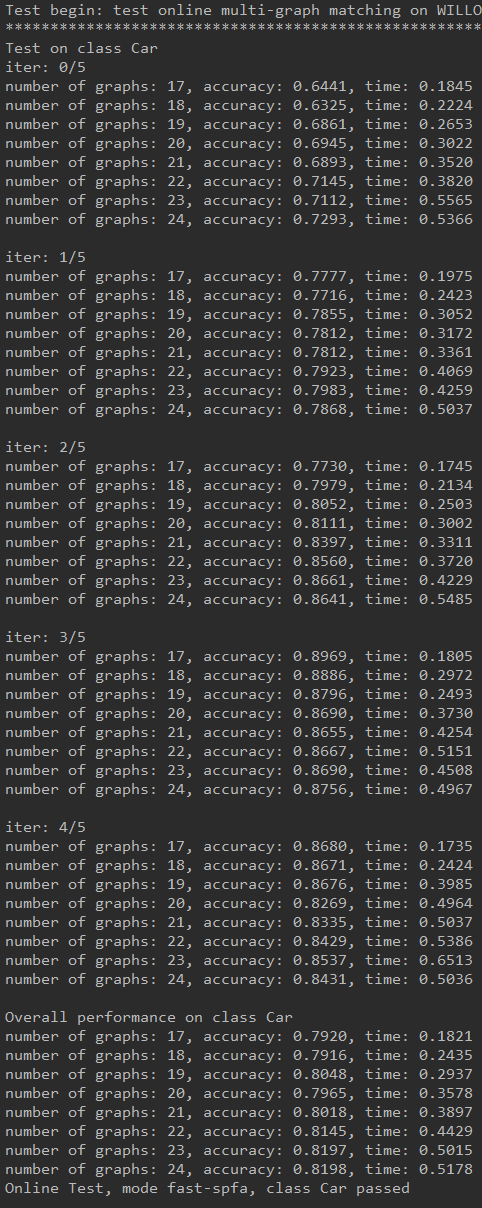 Test begin: test online multi-graph matching on WILLO
*****************************************************
Test on class Car
iter: 0/5
number of graphs: 17, accuracy: 0.6441, time: 0.1845
number of graphs: 18, accuracy: 0.6325, time: 0.2224
number of graphs: 19, accuracy: 0.6861, time: 0.2653
number of graphs: 20, accuracy: 0.6945, time: 0.3022
number of graphs: 21, accuracy: 0.6893, time: 0.3520
number of graphs: 22, accuracy: 0.7145, time: 0.3820
number of graphs: 23, accuracy: 0.7112, time: 0.5565
number of graphs: 24, accuracy: 0.7293, time: 0.5366
iter: 1/5
number of graphs: 17, accuracy: 0.7777, time: 0.1975
number of graphs: 18, accuracy: 0.7716, time: 0.2423
number of graphs: 19, accuracy: 0.7855, time: 0.3052
number of graphs: 20, accuracy: 0.7812, time: 0.3172
number of graphs: 21, accuracy: 0.7812, time: 0.3361
number of graphs: 22, accuracy: 0.7923, time: 0.4069
number of graphs: 23, accuracy: 0.7983, time: 0.4259
number of graphs: 24, accuracy: 0.7868, time: 0.5037
iter: 2/5
number of graphs: 17, accuracy: 0.7730, time: 0.1745
number of graphs: 18, accuracy: 0.7979, time: 0.2134
number of graphs: 19, accuracy: 0.8052, time: 0.2503
number of graphs: 20, accuracy: 0.8111, time: 0.3002
number of graphs: 21, accuracy: 0.8397, time: 0.3311
number of graphs: 22, accuracy: 0.8560, time: 0.3720
number of graphs: 23, accuracy: 0.8661, time: 0.4229
number of graphs: 24, accuracy: 0.8641, time: 0.5485
iter: 3/5
number of graphs: 17, accuracy: 0.8969, time: 0.1805
number of graphs: 18, accuracy: 0.8886, time: 0.2972
number of graphs: 19, accuracy: 0.8796, time: 0.2493
number of graphs: 20, accuracy: 0.8690, time: 0.3730
number of graphs: 21, accuracy: 0.8655, time: 0.4254
number of graphs: 22, accuracy: 0.8667, time: 0.5151
number of graphs: 23, accuracy: 0.8690, time: 0.4508
number of graphs: 24, accuracy: 0.8756, time: 0.4967
iter: 4/5
number of graphs: 17, accuracy: 0.8680, time: 0.1735
number of graphs: 18, accuracy: 0.8671, time: 0.2424
number of graphs: 19, accuracy: 0.8676, time: 0.3985
number of graphs: 20, accuracy: 0.8269, time: 0.4964
number of graphs: 21, accuracy: 0.8335, time: 0.5037
number of graphs: 22, accuracy: 0.8429, time: 0.5386
number of graphs: 23, accuracy: 0.8537, time: 0.6513
number of graphs: 24, accuracy: 0.8431, time: 0.5036
Overall performance on class Car
number of graphs: 17, accuracy: 0.7920, time: 0.1821
number of graphs: 18, accuracy: 0.7916, time: 0.2435
number of graphs: 19, accuracy: 0.8048, time: 0.2937
number of graphs: 20, accuracy: 0.7965, time: 0.3578
number of graphs: 21, accuracy: 0.8018, time: 0.3897
number of graphs: 22, accuracy: 0.8145, time: 0.4429
number of graphs: 23, accuracy: 0.8197, time: 0.5015
number of graphs: 24, accuracy: 0.8198, time: 0.5178
Online Test, mode fast-spfa, class Car passed